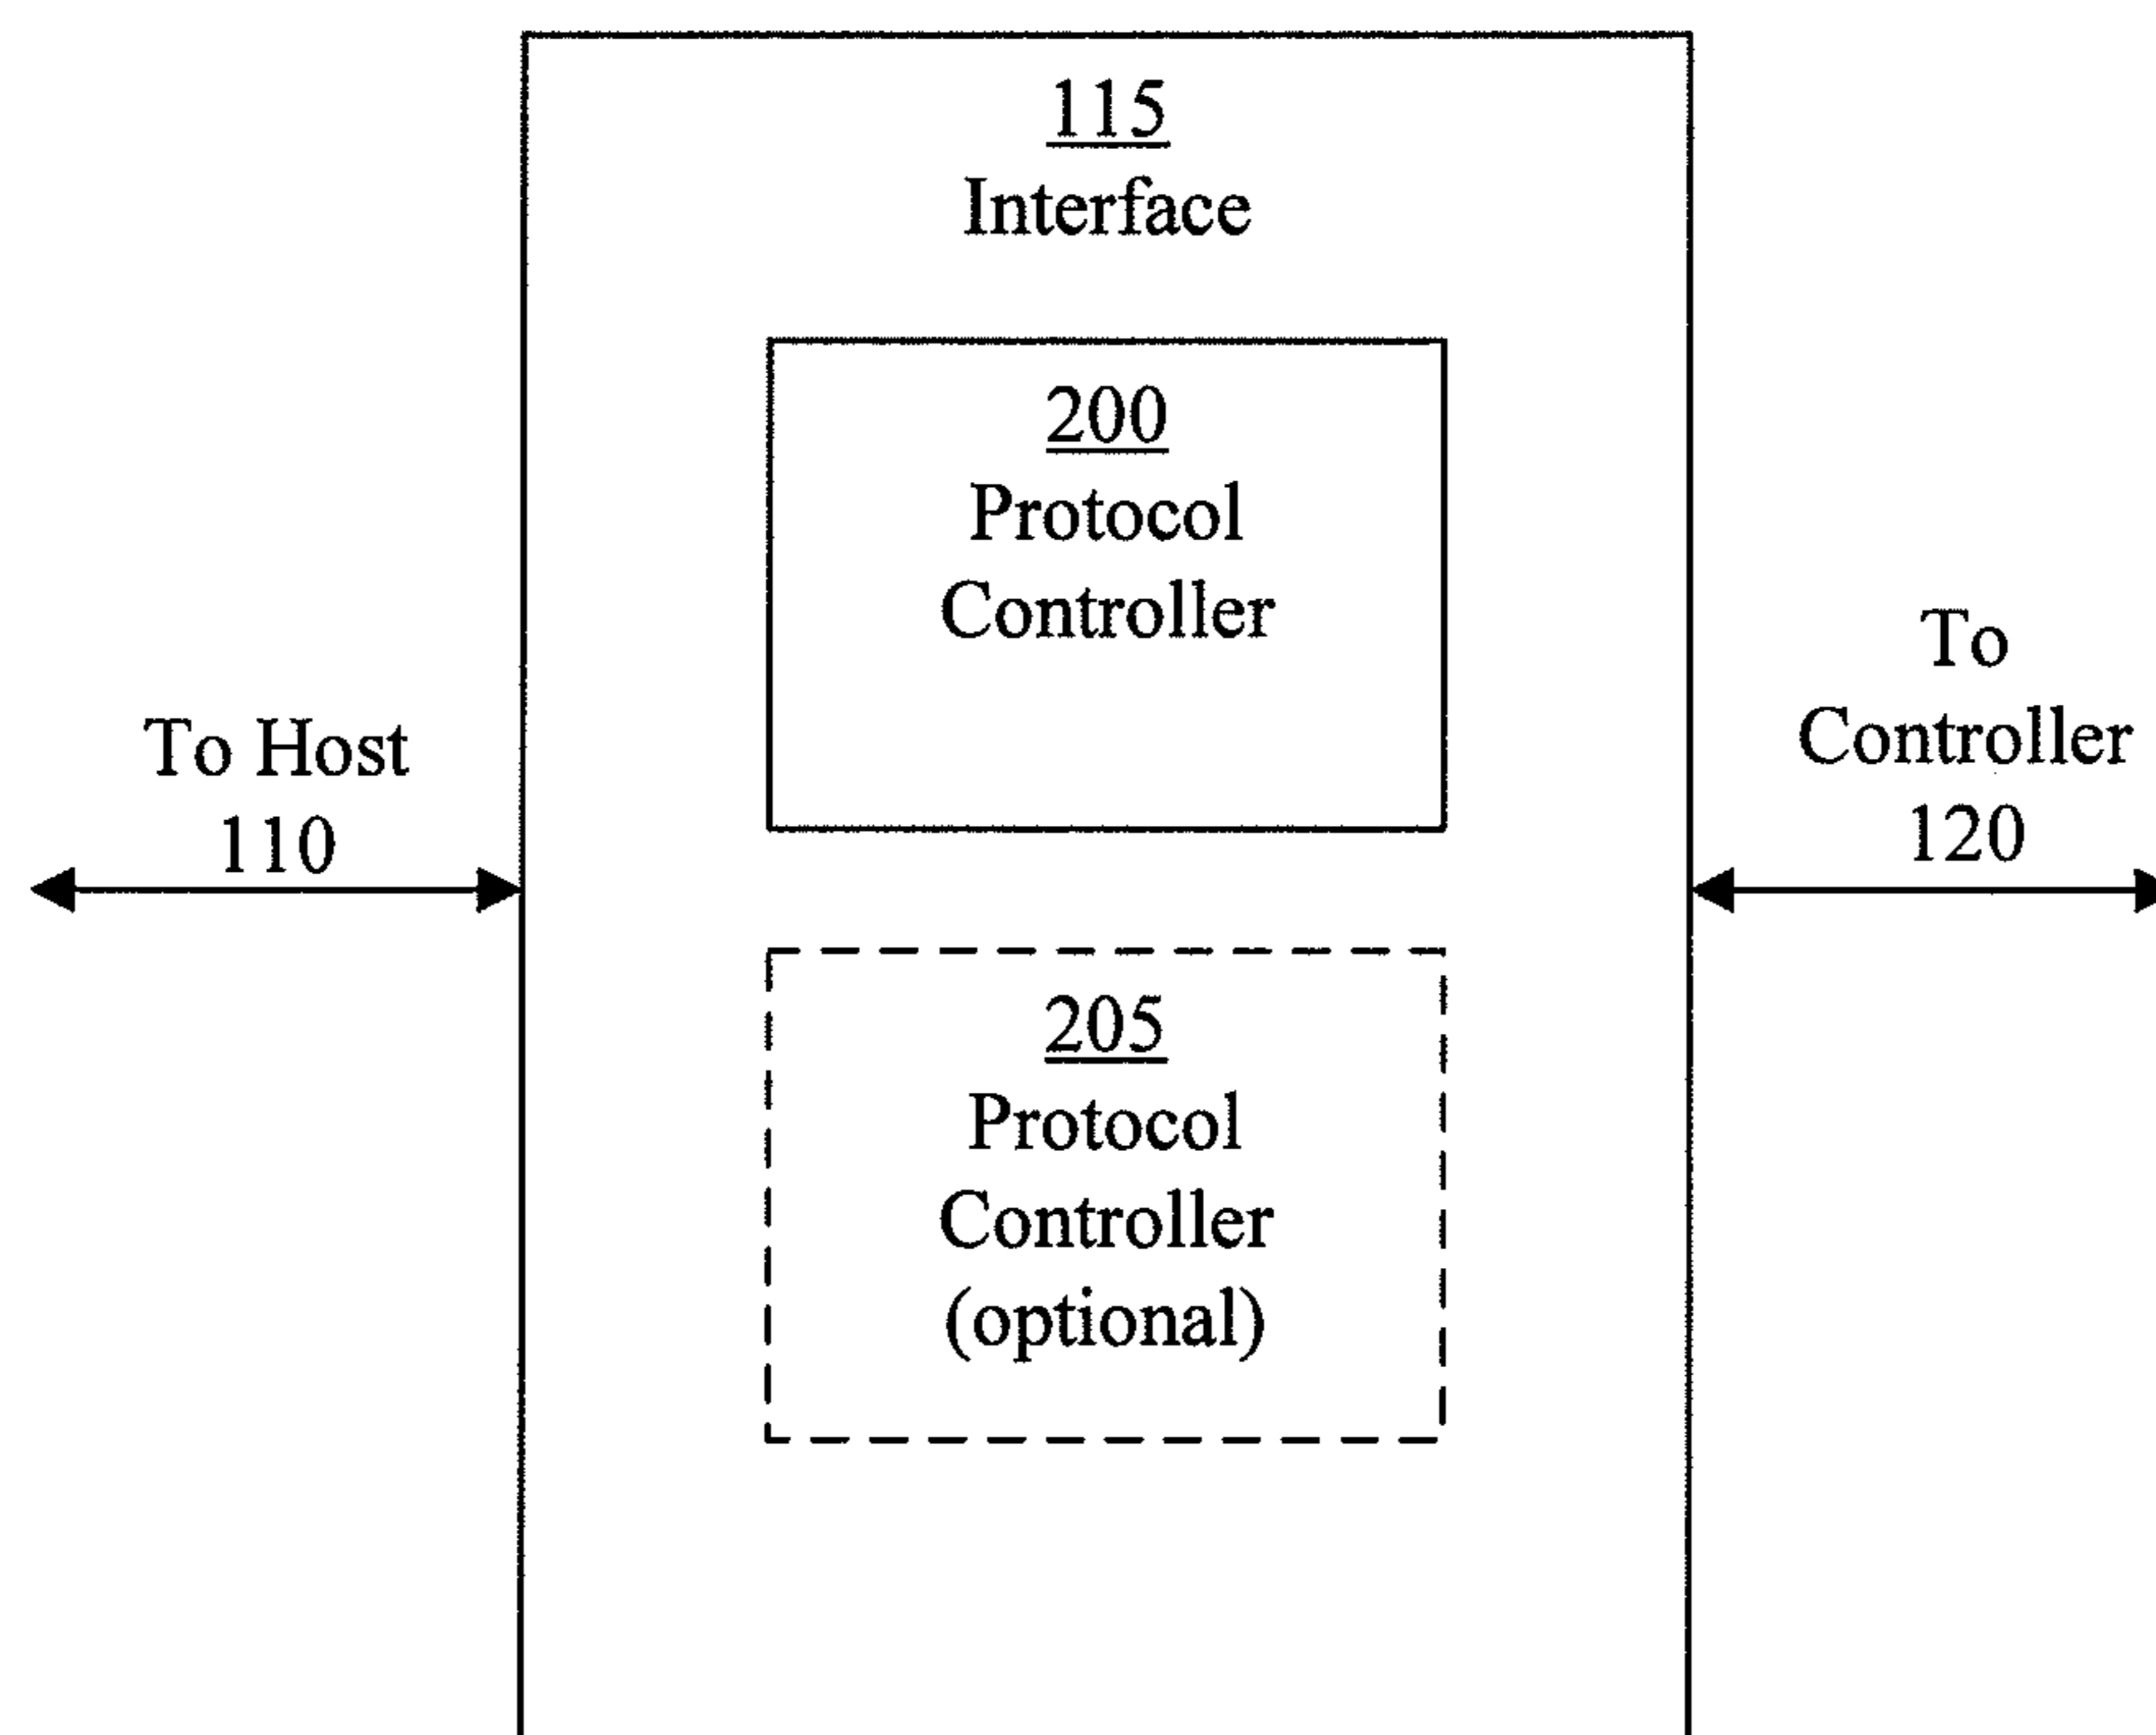 115
Interface
200
Protocol
Controller
To Host
110
To
Controller
120
205
Protocol
Controller
(optional)